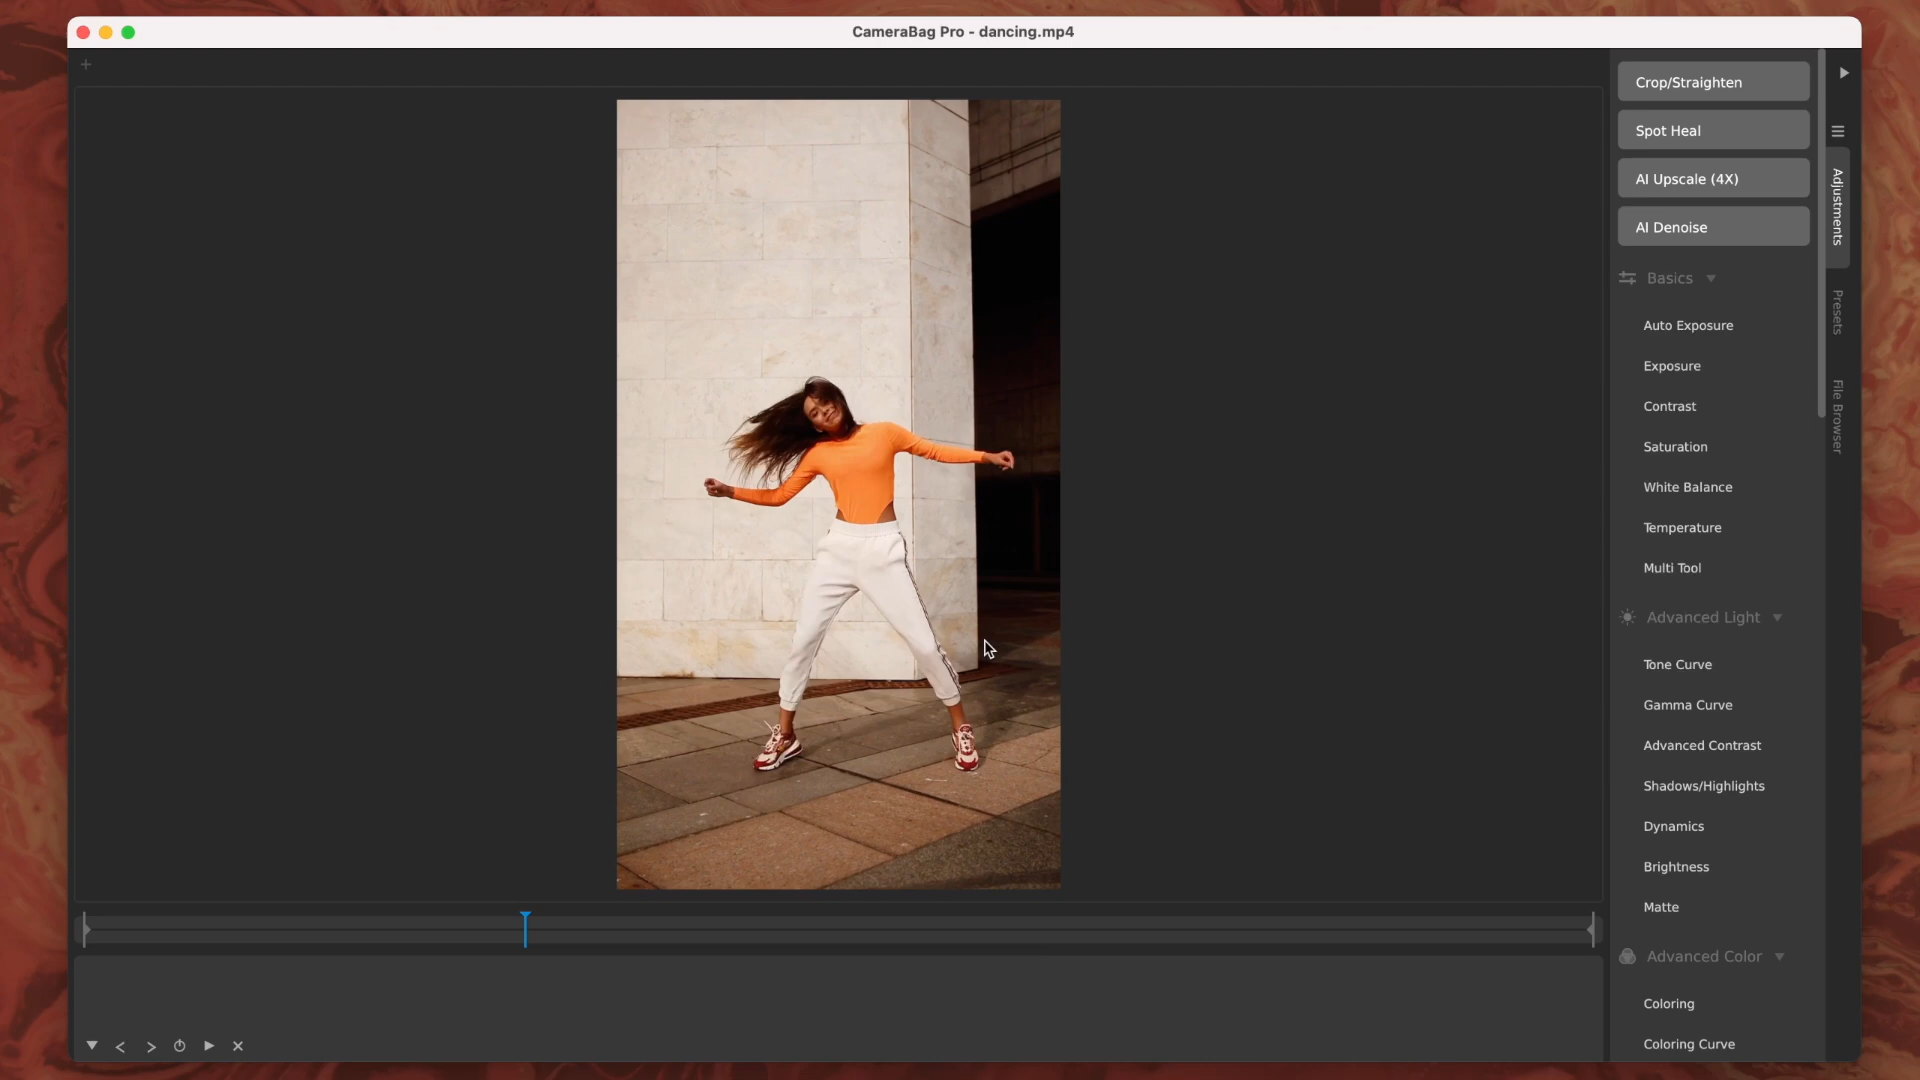 CameraBag Pro - dancing.mp4
Crop/Straighten
Spot Heal
AI Upscale (4X)
AI Denoise
Basics
Auto Exposure
Exposure
Contrast
Saturation
White Balance
Temperature
Multi Tool
Advanced Light
Tone Curve
Gamma Curve
Advanced Contrast
Shadows/Highlights
Dynamics
Brightness
Matte
Advanced Color
Coloring
Coloring Curve
Adjustments
Presets
File Browser